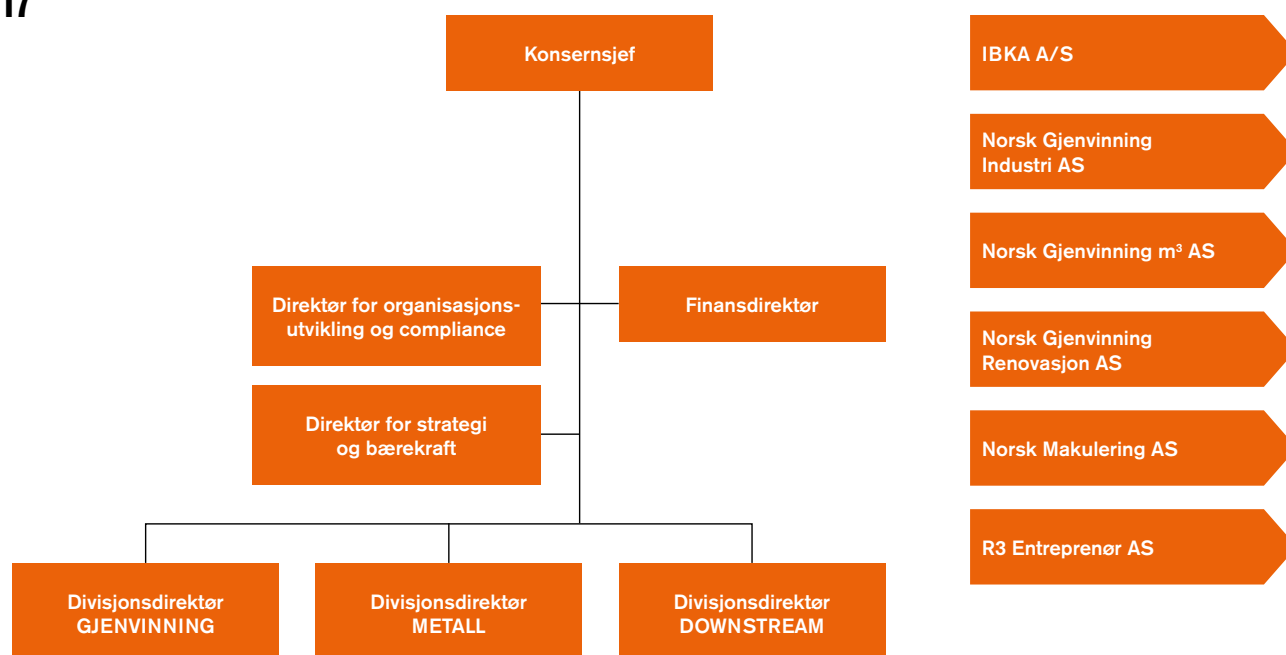 17
Konsernsjef
Direktør for organisasjons-
utvikling og compliance
Finansdirektør
Direktør for strategi
og bærekraft
Divisjonsdirektør
GJENVINNING
Divisjonsdirektør
METALL
Divisjonsdirektør
DOWNSTREAM
IBKA A/S
Norsk Gjenvinning
Industri AS
Norsk Gjenvinning m³ AS
Norsk Gjenvinning
Renovasjon AS
Norsk Makulering AS
R3 Entreprenør AS